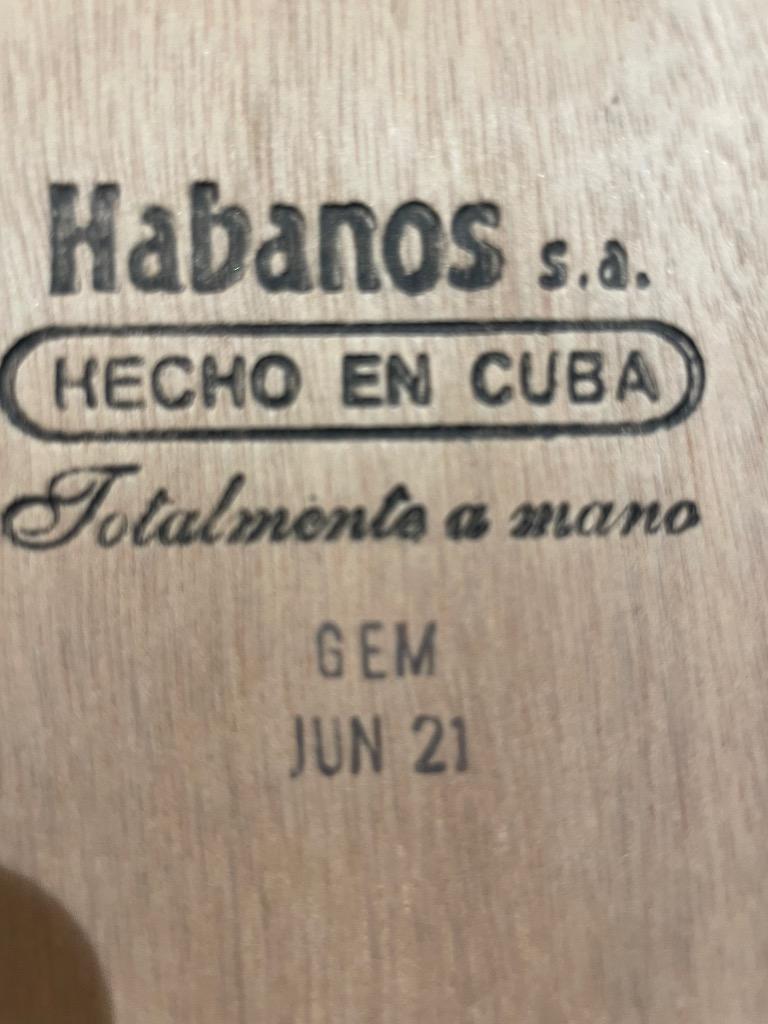 Habanos s.a.
HECHO EN CUBA
Totalmente a mano
GEM
JUN 21